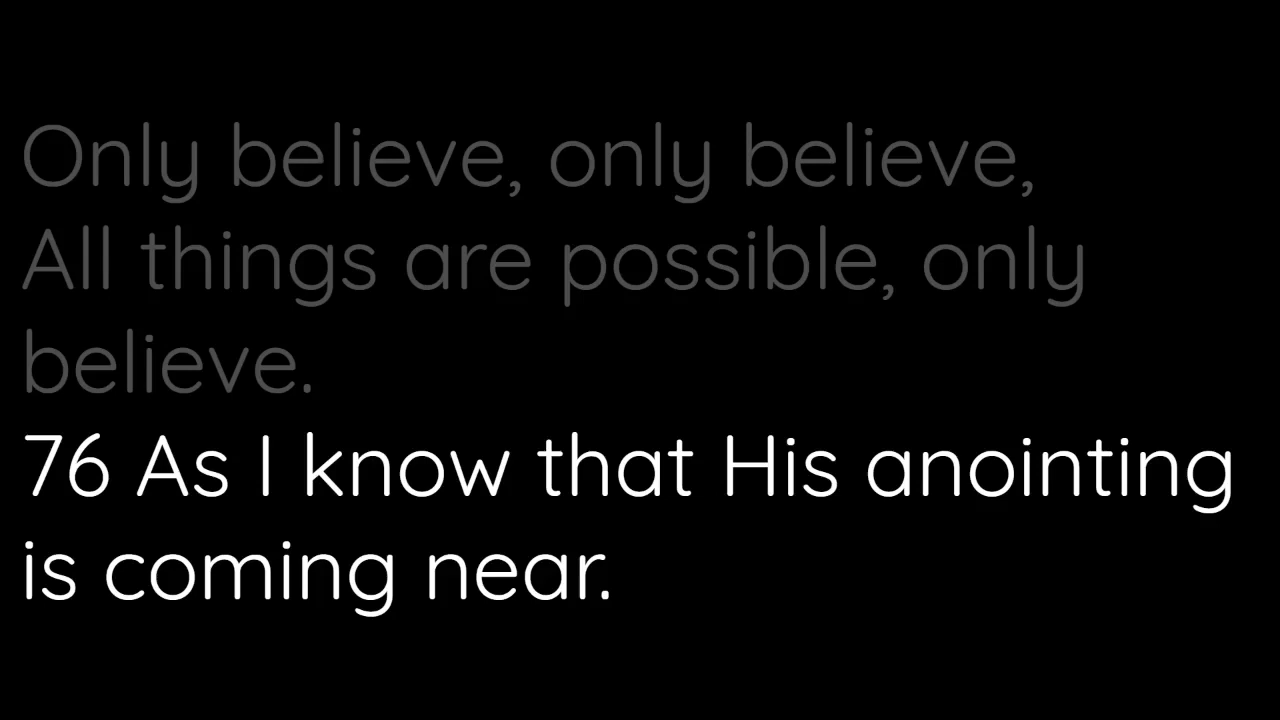 Only believe, only believe,
All things are possible, only
believe.
76 As I know that His anointing
is coming near.